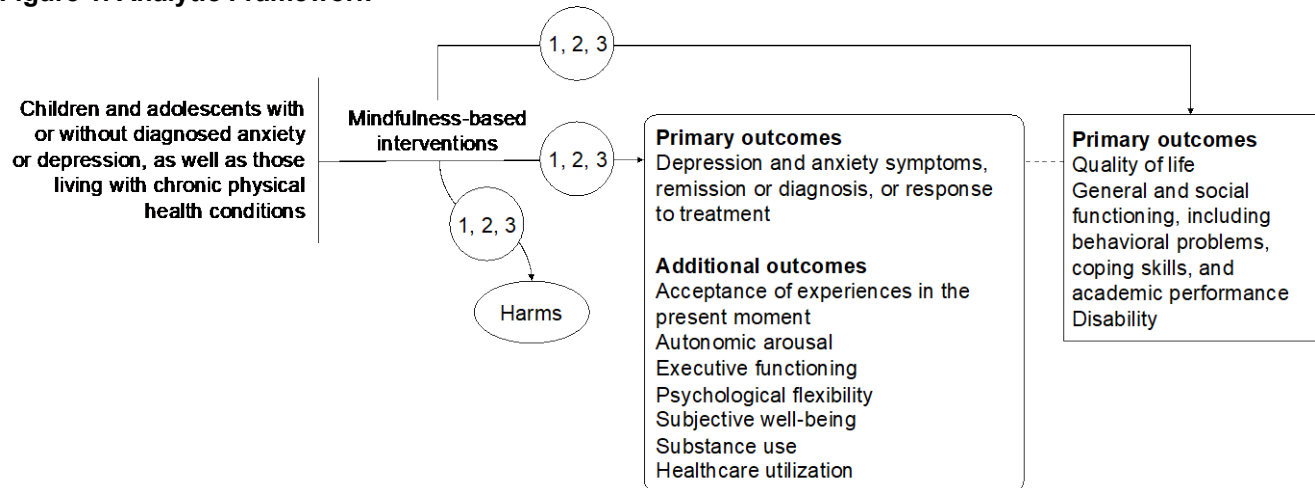 Figure 1. Analytic Framework
1, 2, 3
Children and adolescents with
or without diagnosed anxiety
or depression, as well as those
living with chronic physical
health conditions
Mindfulness-based
interventions
1, 2, 3
1, 2, 3
Harms
Primary outcomes
Depression and anxiety symptoms,
remission or diagnosis, or response
to treatment
Additional outcomes
Acceptance of experiences in the
present moment
Autonomic arousal
Executive functioning
Psychological flexibility
Subjective well-being
Substance use
Healthcare utilization
Primary outcomes
Quality of life
General and social
functioning, including
behavioral problems,
coping skills, and
academic performance
Disability